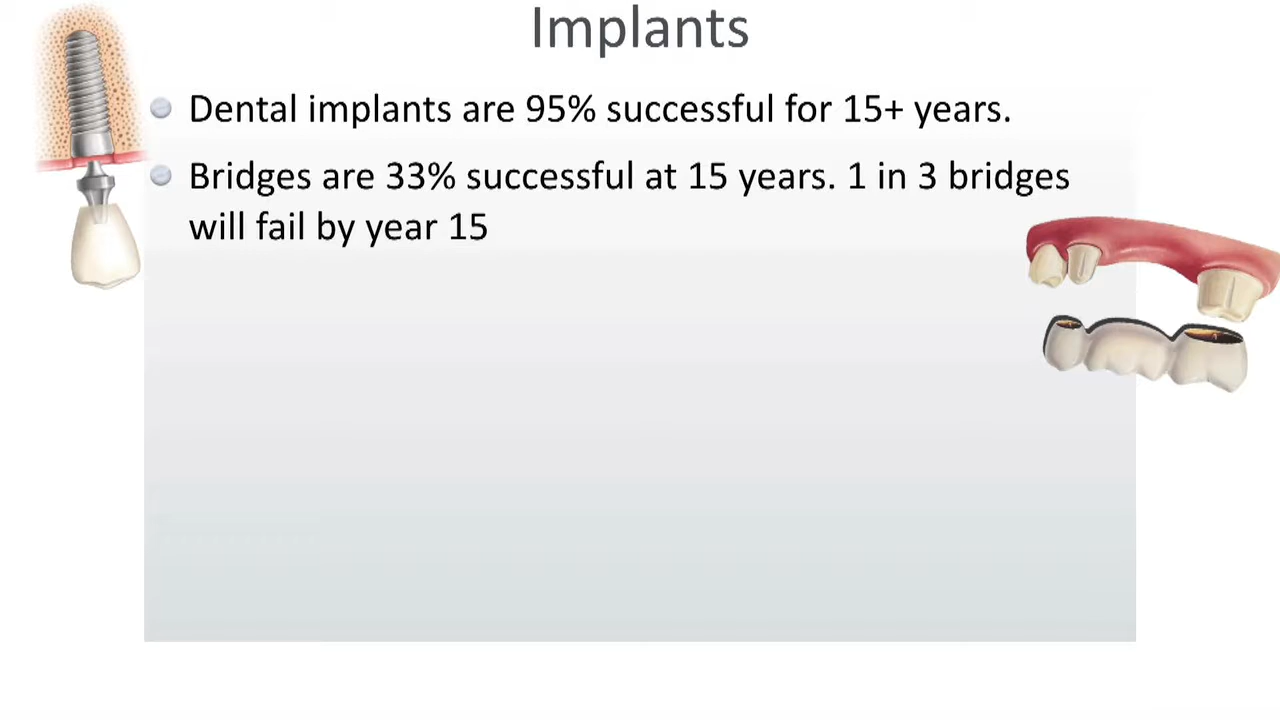 Implants
Dental implants are 95% successful for 15+ years.
Bridges are 33% successful at 15 years. 1 in 3 bridges
will fail by year 15